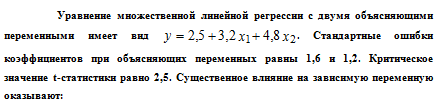 Уравнение множественной линейной регрессии с двумя объясняющими
переменными имеет вид y = 2,5 + 3,2 x₁ + 4,8 x₂. Стандартные ошибки
коэффициентов при объясняющих переменных равны 1,6 и 1,2. Критическое
значение t-статистики равно 2,5. Существенное влияние на зависимую переменную
оказывают: